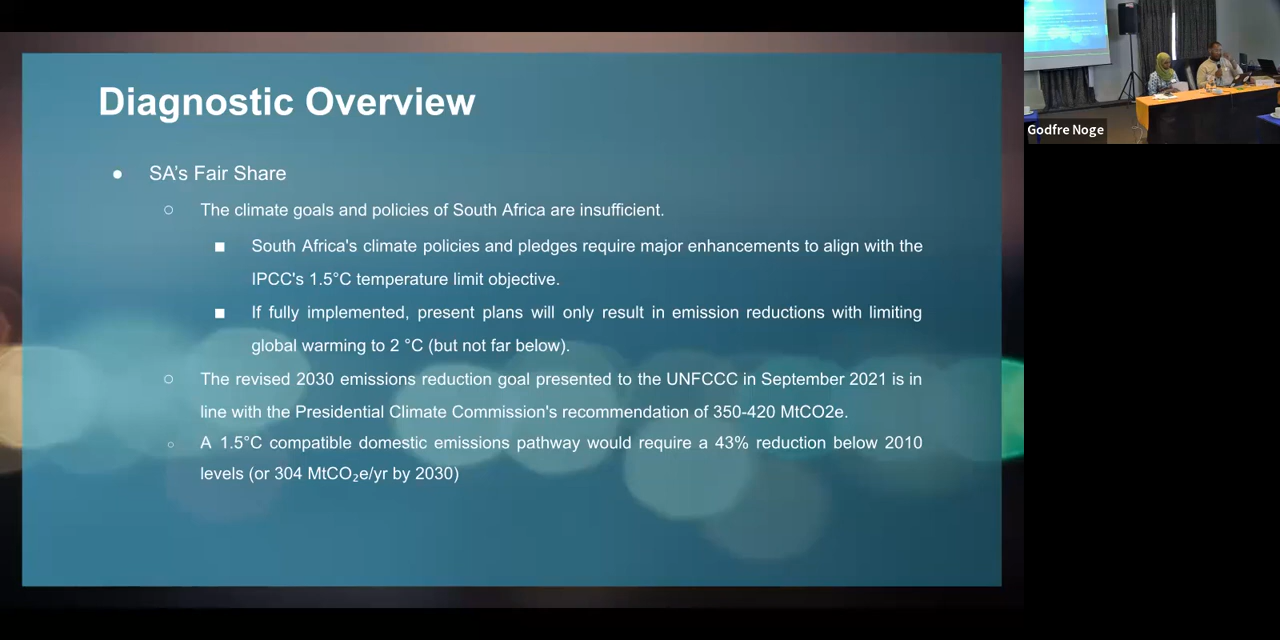 Diagnostic Overview
● SA's Fair Share
○ The climate goals and policies of South Africa are insufficient.
■ South Africa's climate policies and pledges require major enhancements to align with the
IPCC's 1.5°C temperature limit objective.
■ If fully implemented, present plans will only result in emission reductions with limiting
global warming to 2 °C (but not far below).
○ The revised 2030 emissions reduction goal presented to the UNFCCC in September 2021 is in
line with the Presidential Climate Commission's recommendation of 350-420 MtCO2e.
○ A 1.5°C compatible domestic emissions pathway would require a 43% reduction below 2010
levels (or 304 MtCO₂e/yr by 2030)
Godfre Noge